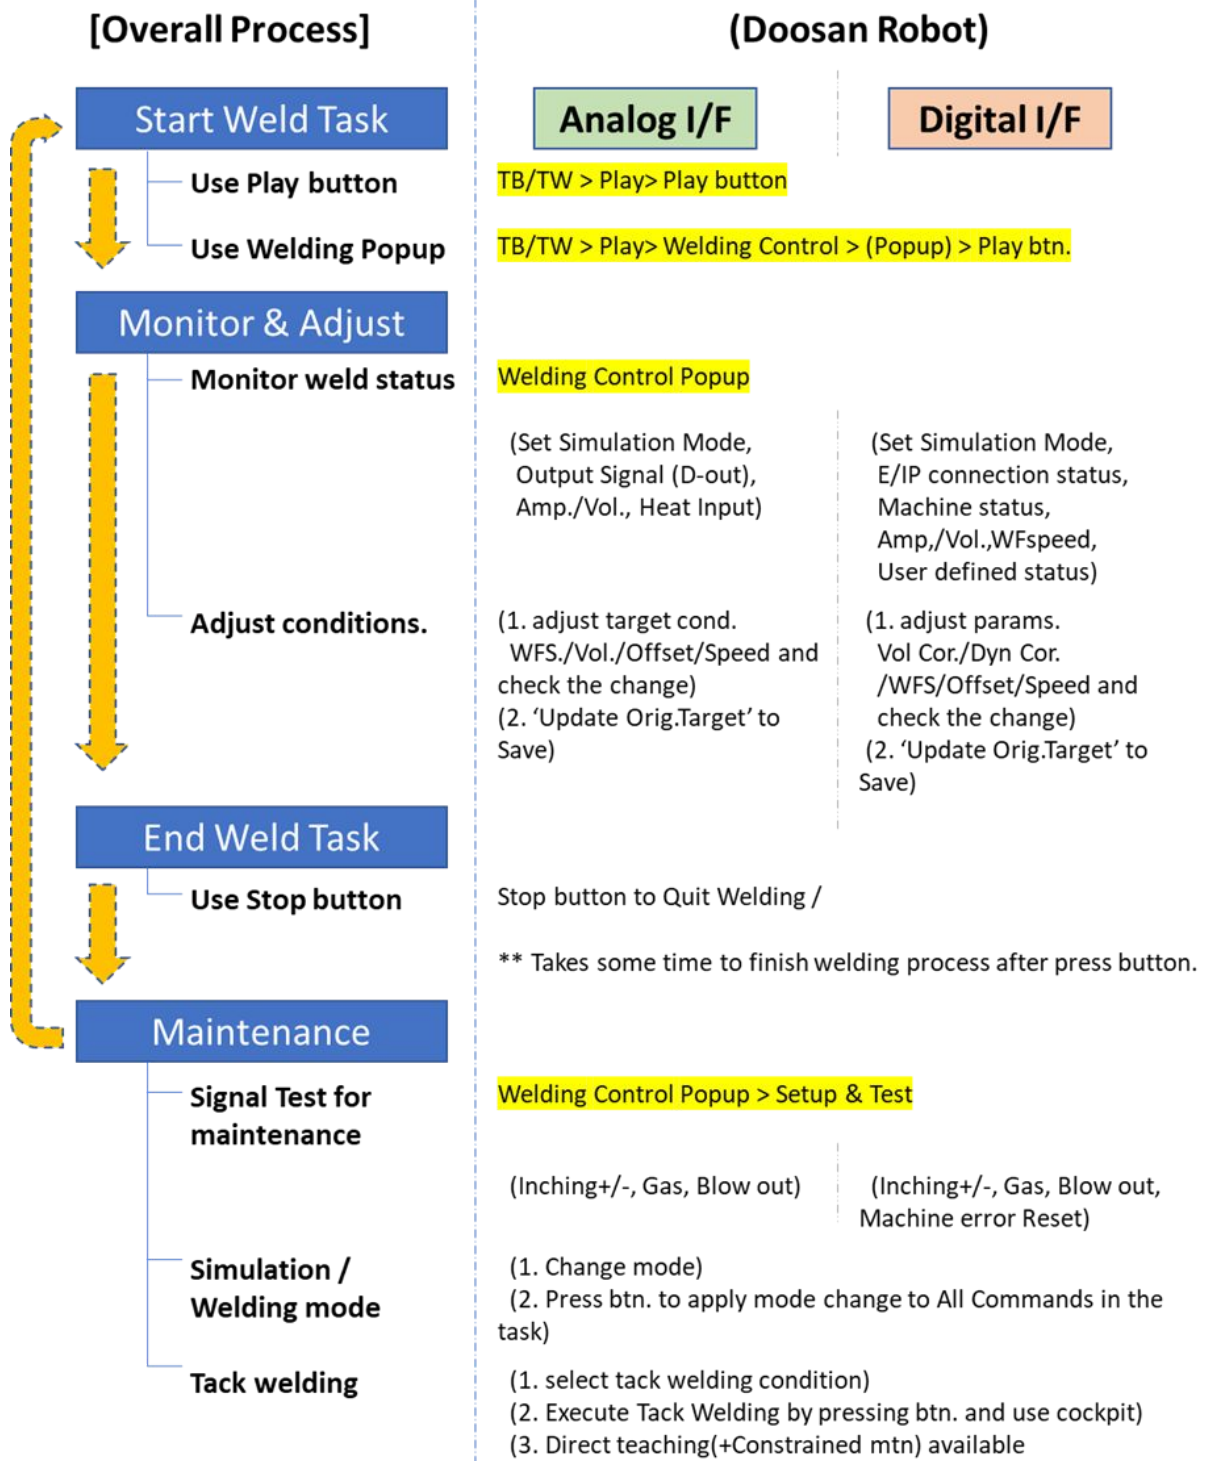 [Overall Process]
(Doosan Robot)
Start Weld Task
Analog I/F
Digital I/F
Use Play button
TB/TW > Play> Play button
Use Welding Popup
TB/TW > Play> Welding Control > (Popup) > Play btn.
Monitor & Adjust
Monitor weld status
Welding Control Popup
(Set Simulation Mode,
Output Signal (D-out),
Amp./Vol., Heat Input)
(Set Simulation Mode,
E/IP connection status,
Machine status,
Amp,/Vol.,WFspeed,
User defined status)
Adjust conditions.
(1. adjust target cond.
WFS./Vol./Offset/Speed and
check the change)
(2. ‘Update Orig.Target’ to
Save)
(1. adjust params.
Vol Cor./Dyn Cor.
/WFS/Offset/Speed and
check the change)
(2. ‘Update Orig.Target’ to
Save)
End Weld Task
Use Stop button
Stop button to Quit Welding /
** Takes some time to finish welding process after press button.
Maintenance
Signal Test for
maintenance
Welding Control Popup > Setup & Test
(Inching+/-, Gas, Blow out)
(Inching+/-, Gas, Blow out,
Machine error Reset)
Simulation /
Welding mode
(1. Change mode)
(2. Press btn. to apply mode change to All Commands in the
task)
Tack welding
(1. select tack welding condition)
(2. Execute Tack Welding by pressing btn. and use cockpit)
(3. Direct teaching(+Constrained mtn) available